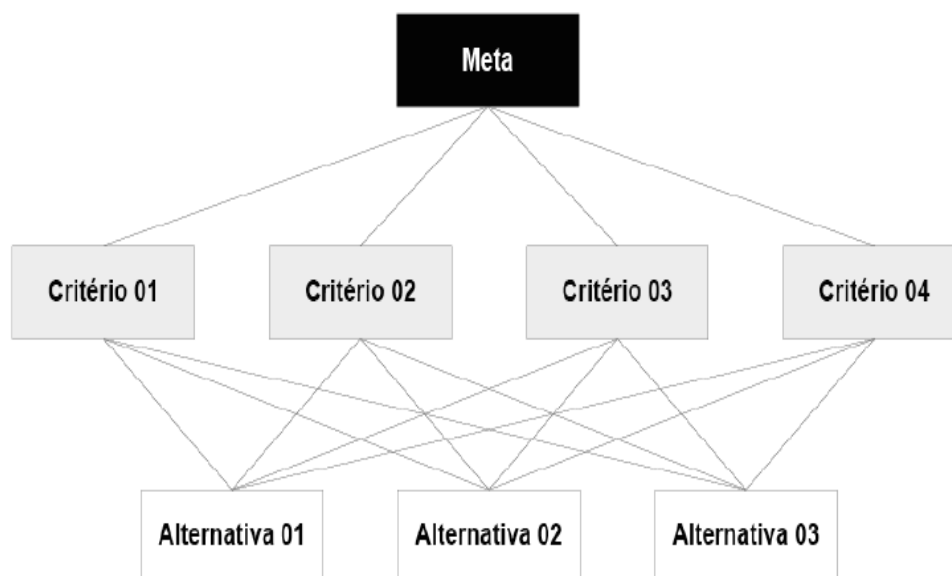 Meta
Critério 01
Critério 02
Critério 03
Critério 04
Alternativa 01
Alternativa 02
Alternativa 03